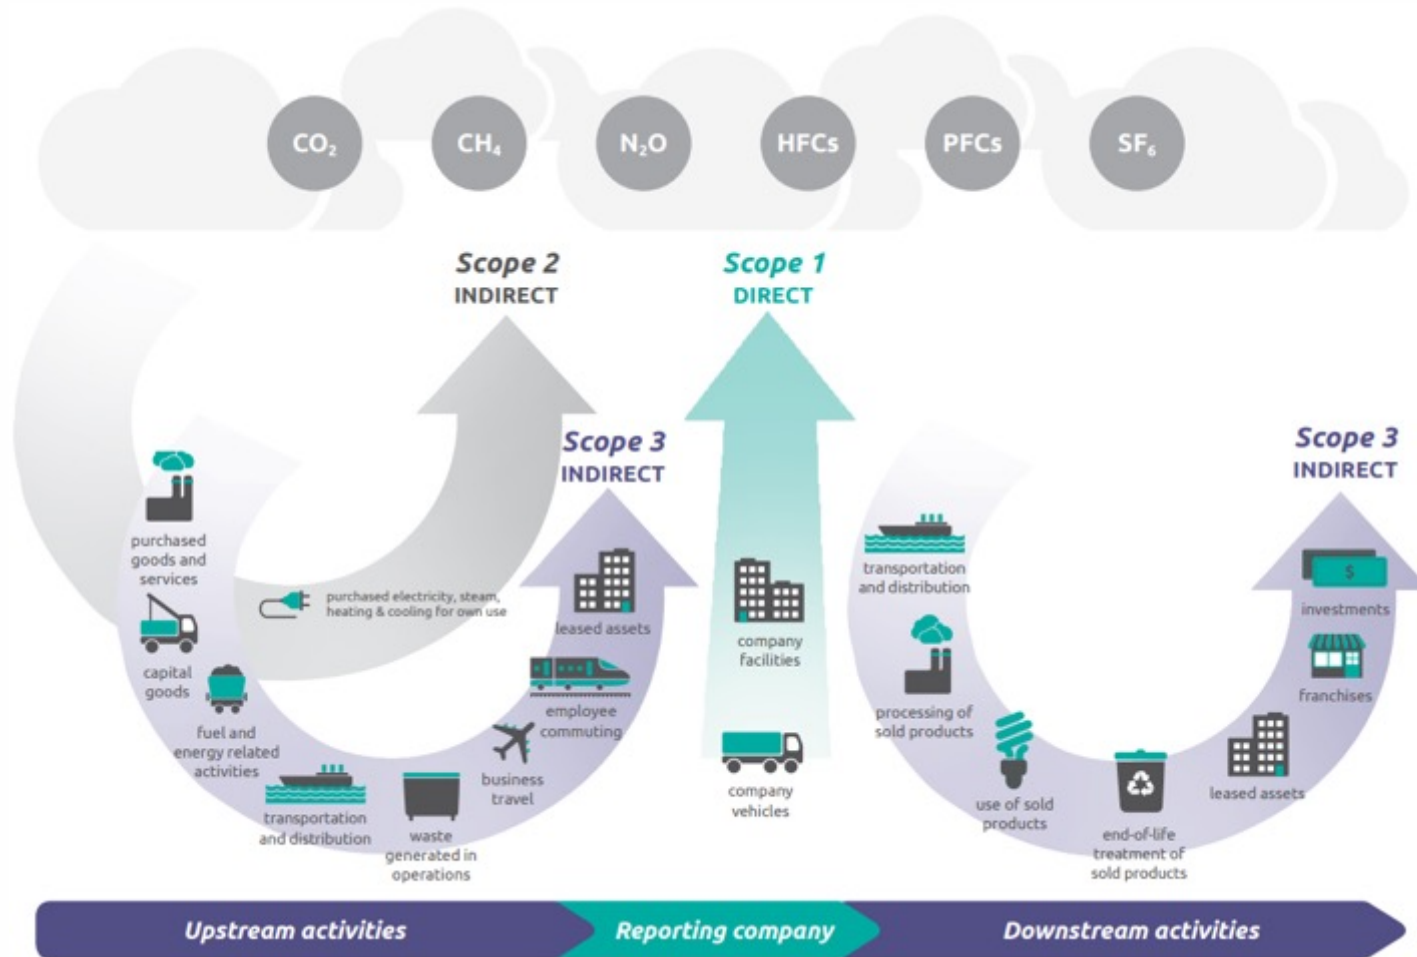 CO₂
CH₄
N₂O
HFCs
PFCs
SF₆
Scope 2
INDIRECT
Scope 1
DIRECT
Scope 3
INDIRECT
Scope 3
INDIRECT
purchased
goods and
services
capital
goods
fuel and
energy related
activities
transportation
and distribution
waste
generated in
operations
business
travel
employee
commuting
leased assets
purchased electricity, steam,
heating & cooling for own use
company
facilities
company
vehicles
transportation
and distribution
processing of
sold products
use of sold
products
end-of-life
treatment of
sold products
leased assets
franchises
$
investments
Upstream activities
Reporting company
Downstream activities